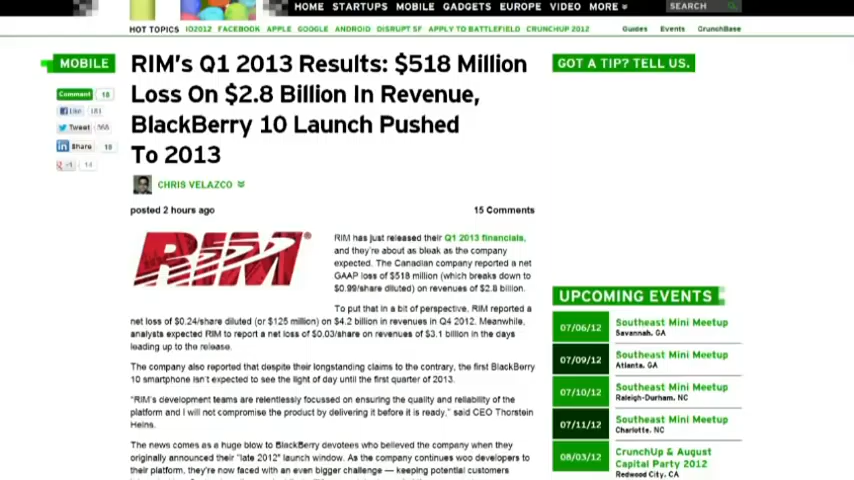 HOME STARTUPS MOBILE GADGETS EUROPE VIDEO MORE
SEARCH
HOT TOPICS IO2012 FACEBOOK APPLE GOOGLE ANDROID DISRUPT SF APPLY TO BATTLEFIELD CRUNCHUP 2012
Guides Events CrunchBase
MOBILE
Comment 18
Like 181
Tweet
Share 10
+1 14
RIM's Q1 2013 Results: $518 Million
Loss On $2.8 Billion In Revenue,
BlackBerry 10 Launch Pushed
To 2013
CHRIS VELAZCO
posted 2 hours ago
15 Comments
RIM®
RIM has just released their Q1 2013 financials,
and they're about as bleak as the company
expected. The Canadian company reported a net
GAAP loss of $518 million (which breaks down to
$0.99/share diluted) on revenues of $2.8 billion.
To put that in a bit of perspective, RIM reported a
net loss of $0.24/share diluted (or $125 million) on $4.2 billion in revenues in Q4 2012. Meanwhile,
analysts expected RIM to report a net loss of $0.03/share on revenues of $3.1 billion in the days
leading up to the release.
The company also reported that despite their longstanding claims to the contrary, the first BlackBerry
10 smartphone isn't expected to see the light of day until the first quarter of 2013.
"RIM's development teams are relentlessly focussed on ensuring the quality and reliability of the
platform and I will not compromise the product by delivering it before it is ready," said CEO Thorstein
Heins.
The news comes as a huge blow to BlackBerry devotees who believed the company when they
originally announced their "late 2012" launch window. As the company continues woo developers to
their platform, they're now faced with an even bigger challenge — keeping potential customers
GOT A TIP? TELL US.
UPCOMING EVENTS
07/06/12 Southeast Mini Meetup
Savannah, GA
07/09/12 Southeast Mini Meetup
Atlanta, GA
07/10/12 Southeast Mini Meetup
Raleigh-Durham, NC
07/11/12 Southeast Mini Meetup
Charlotte, NC
08/03/12 CrunchUp & August
Capital Party 2012
Redwood City, CA